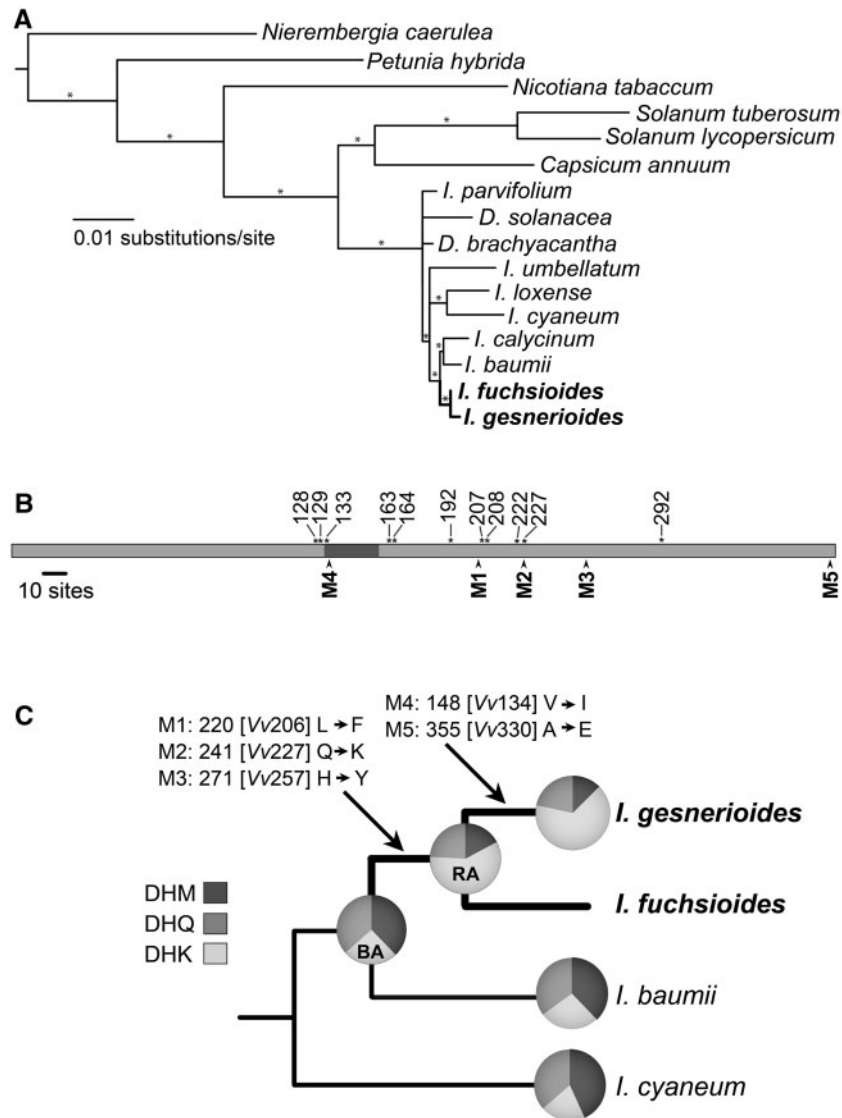 A
Nierembergia caerulea
Petunia hybrida
Nicotiana tabaccum
Solanum tuberosum
Solanum lycopersicum
Capsicum annuum
I. parvifolium
D. solanacea
D. brachyacantha
I. umbellatum
I. loxense
I. cyaneum
I. calycinum
I. baumii
I. fuchsioides
I. gesnerioides
* * * * * * * * * * * *
0.01 substitutions/site
B
128 129 133 163 164 192 207 208 222 227 292
*** ** * ** ** *
10 sites
M4 M1 M2 M3 M5
C
M1: 220 [Vv206] L → F
M2: 241 [Vv227] Q → K
M3: 271 [Vv257] H → Y
M4: 148 [Vv134] V → I
M5: 355 [Vv330] A → E
DHM
DHQ
DHK
BA
RA
I. gesnerioides
I. fuchsioides
I. baumii
I. cyaneum